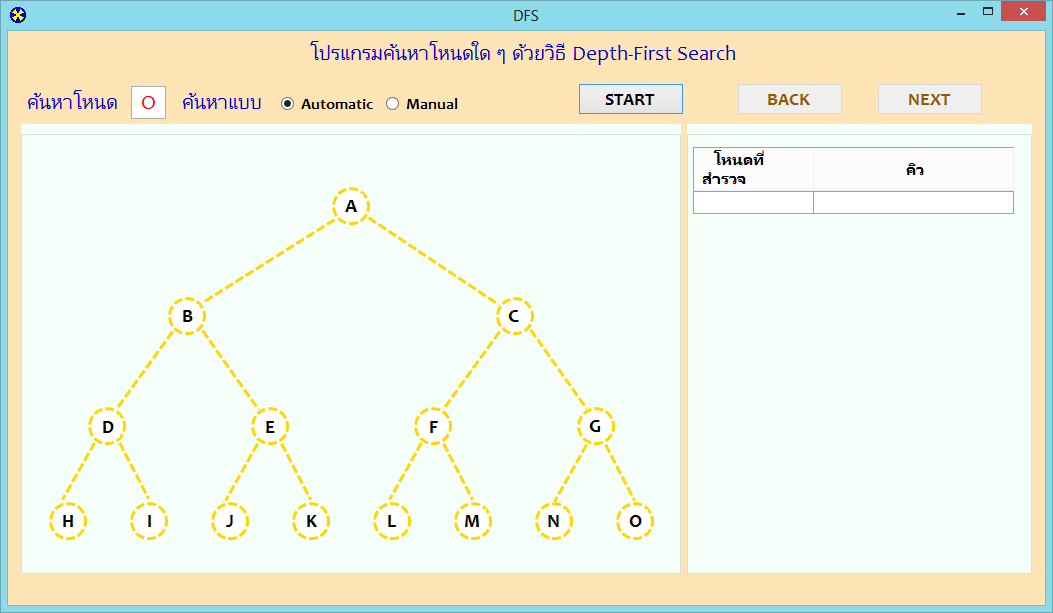 DFS
โปรแกรมค้นหาโหนดใด ๆ ด้วยวิธี Depth-First Search
ค้นหาโหนด O ค้นหาแบบ Automatic Manual START BACK NEXT
โหนดที่
สำรวจ
คิว
A
B C
D E F G
H I J K L M N O